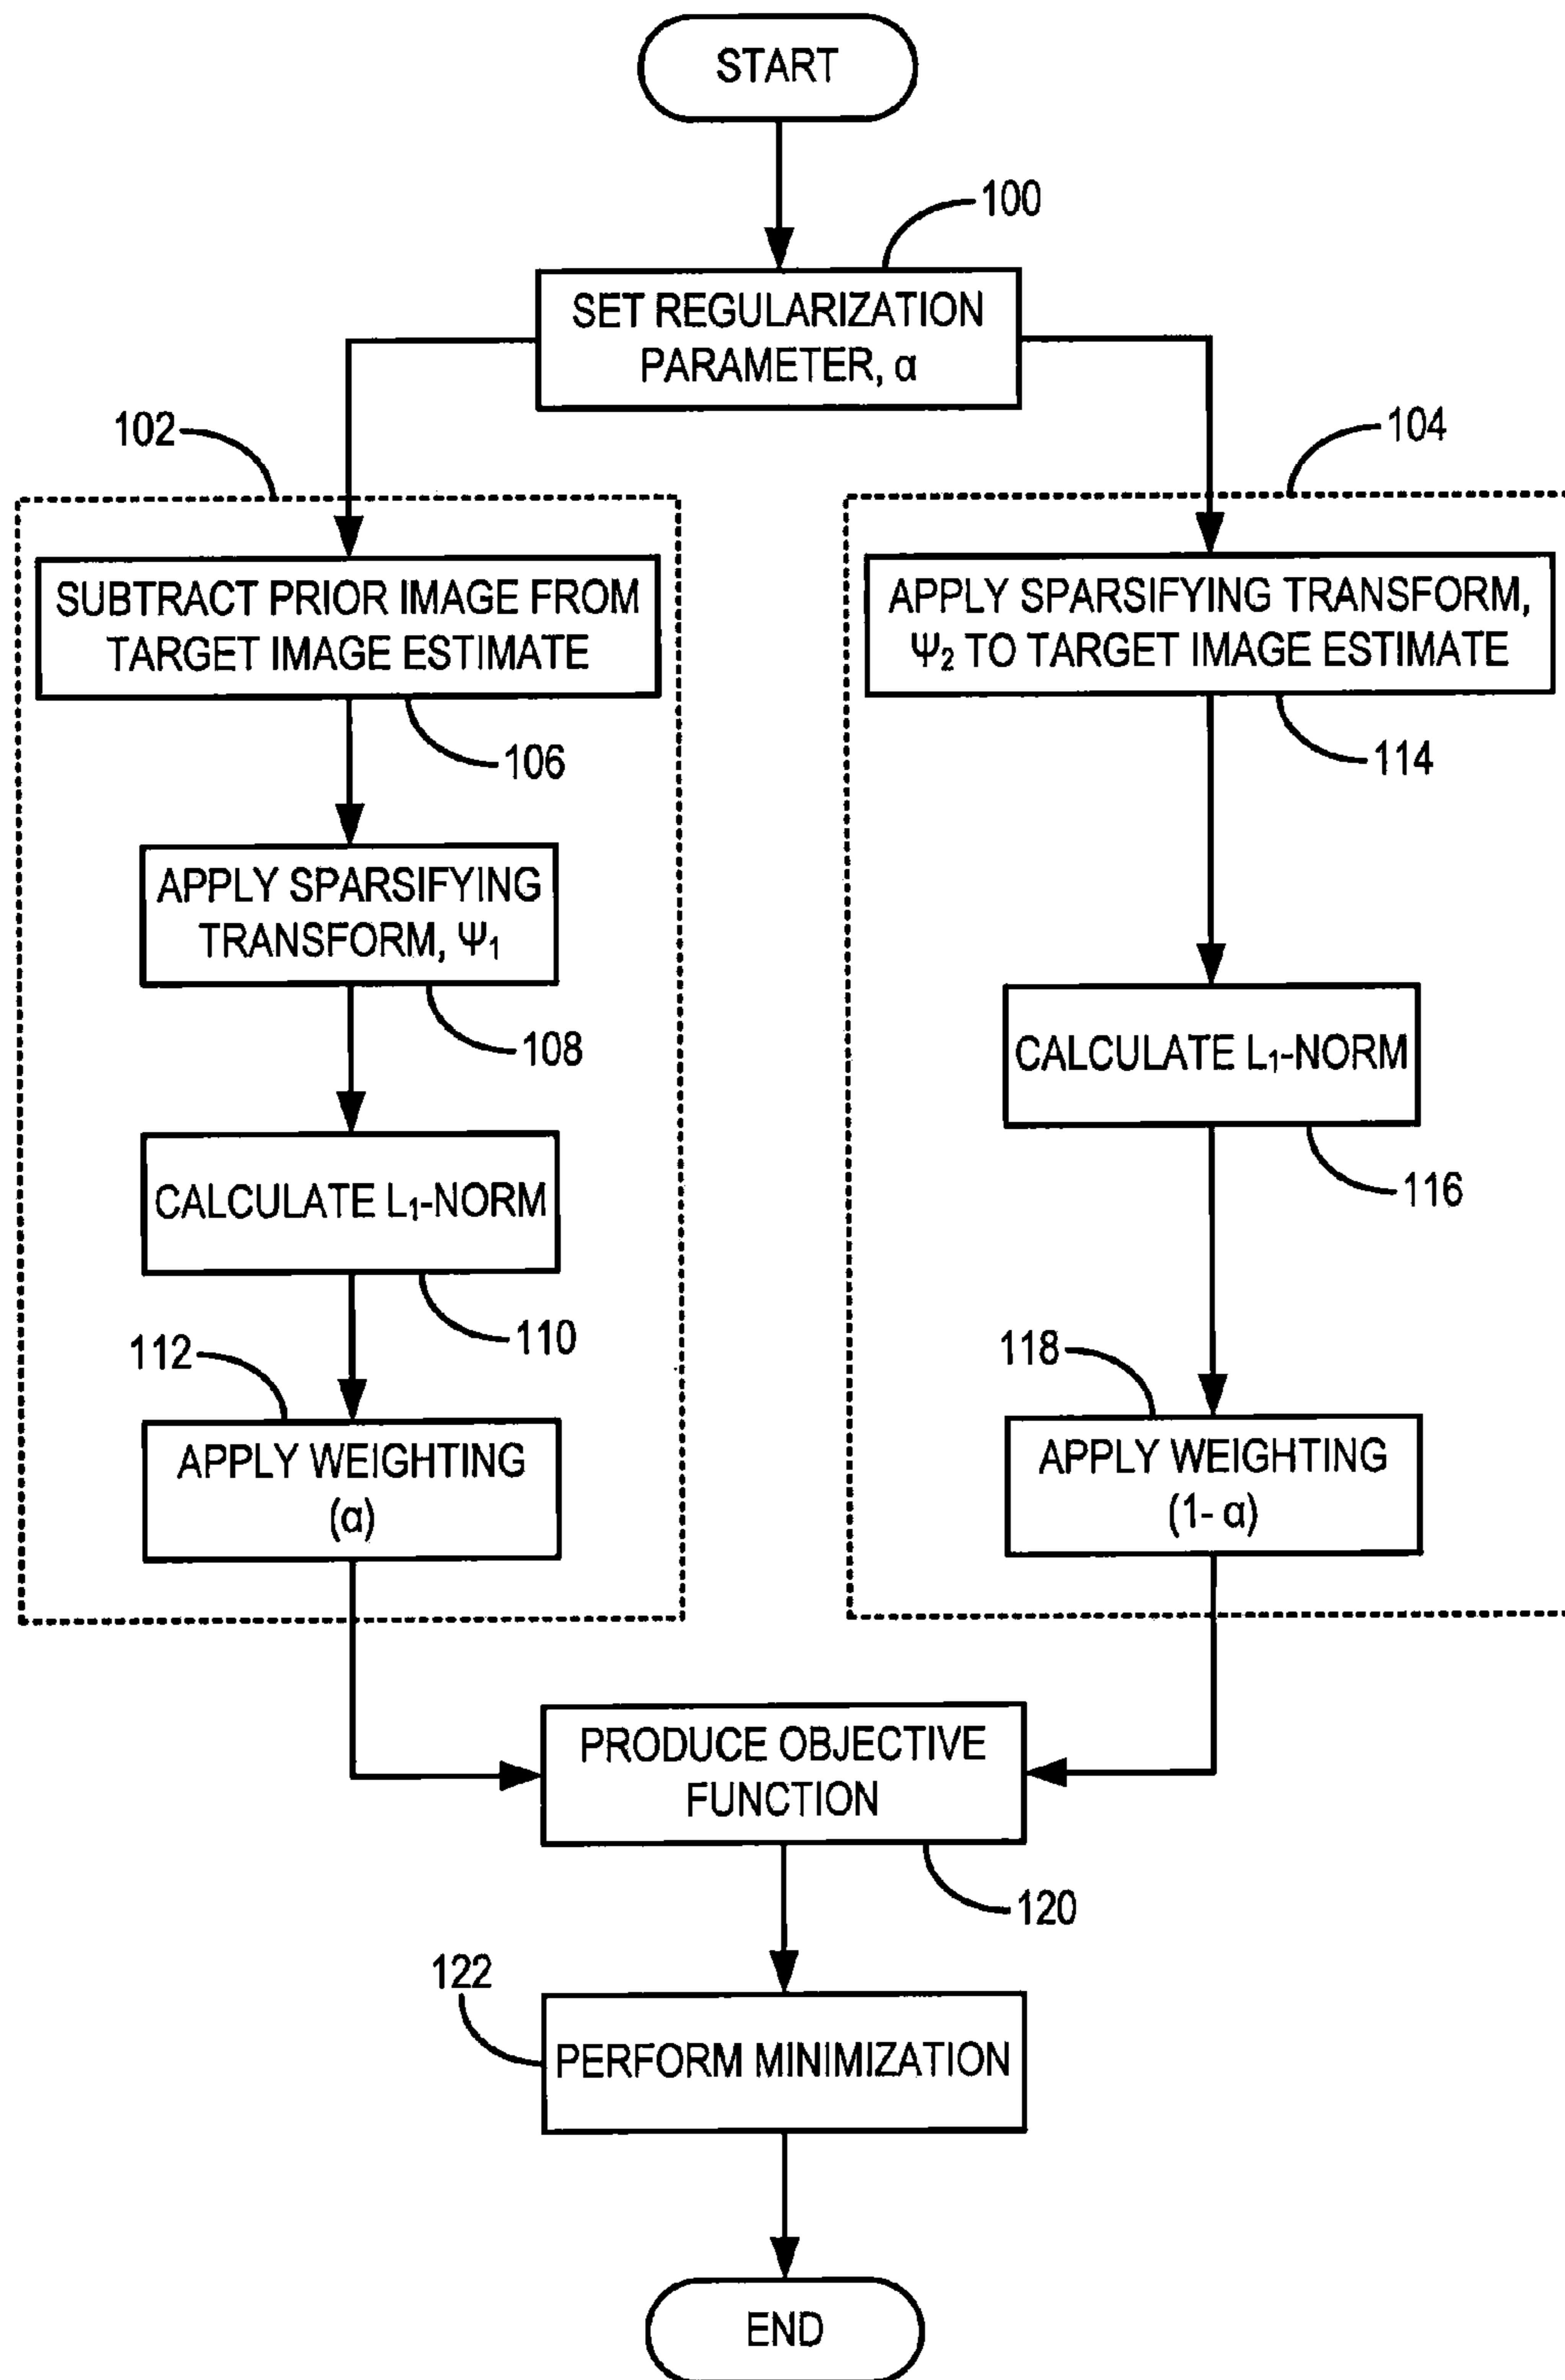 START
100
SET REGULARIZATION
PARAMETER, α
102
104
SUBTRACT PRIOR IMAGE FROM
TARGET IMAGE ESTIMATE
106
APPLY SPARSIFYING
TRANSFORM, Ψ₁
108
CALCULATE L₁-NORM
110
112
APPLY WEIGHTING
(α)
APPLY SPARSIFYING TRANSFORM,
Ψ₂ TO TARGET IMAGE ESTIMATE
114
CALCULATE L₁-NORM
116
118
APPLY WEIGHTING
(1- α)
PRODUCE OBJECTIVE
FUNCTION
120
122
PERFORM MINIMIZATION
END